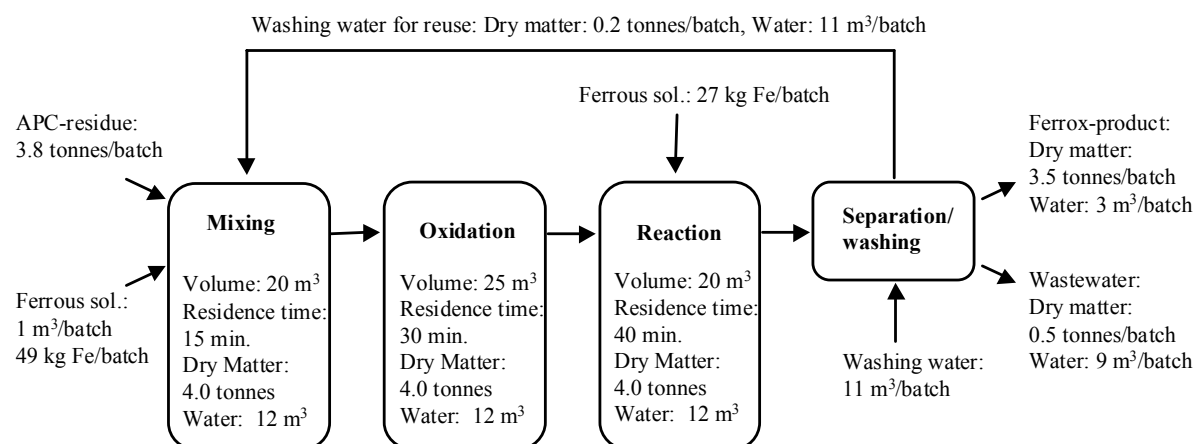 Washing water for reuse: Dry matter: 0.2 tonnes/batch, Water: 11 m³/batch
Ferrous sol.: 27 kg Fe/batch
APC-residue:
3.8 tonnes/batch
Ferrous sol.:
1 m³/batch
49 kg Fe/batch
Mixing
Volume: 20 m³
Residence time:
15 min.
Dry Matter:
4.0 tonnes
Water: 12 m³
Oxidation
Volume: 25 m³
Residence time:
30 min.
Dry Matter:
4.0 tonnes
Water: 12 m³
Reaction
Volume: 20 m³
Residence time:
40 min.
Dry Matter:
4.0 tonnes
Water: 12 m³
Separation/
washing
Washing water:
11 m³/batch
Ferrox-product:
Dry matter:
3.5 tonnes/batch
Water: 3 m³/batch
Wastewater:
Dry matter:
0.5 tonnes/batch
Water: 9 m³/batch